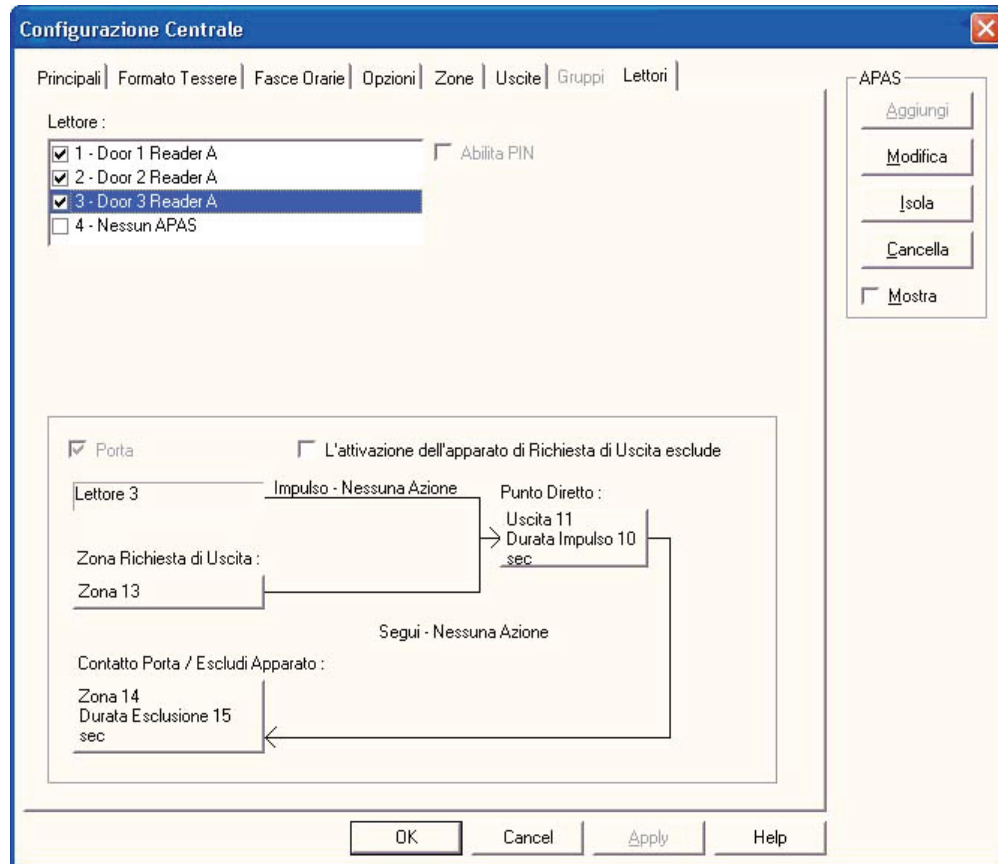 Configurazione Centrale
Principali
Formato Tessere
Fasce Orarie
Opzioni
Zone
Uscite
Gruppi
Lettori
Lettore :
1 - Door 1 Reader A
2 - Door 2 Reader A
3 - Door 3 Reader A
4 - Nessun APAS
Abilita PIN
APAS
Aggiungi
Modifica
Isola
Cancella
Mostra
Porta
L'attivazione dell'apparato di Richiesta di Uscita esclude
Lettore 3
Impulso - Nessuna Azione
Punto Diretto :
Uscita 11
Durata Impulso 10
sec
Zona Richiesta di Uscita :
Zona 13
Segui - Nessuna Azione
Contatto Porta / Escludi Apparato :
Zona 14
Durata Esclusione 15
sec
OK
Cancel
Apply
Help